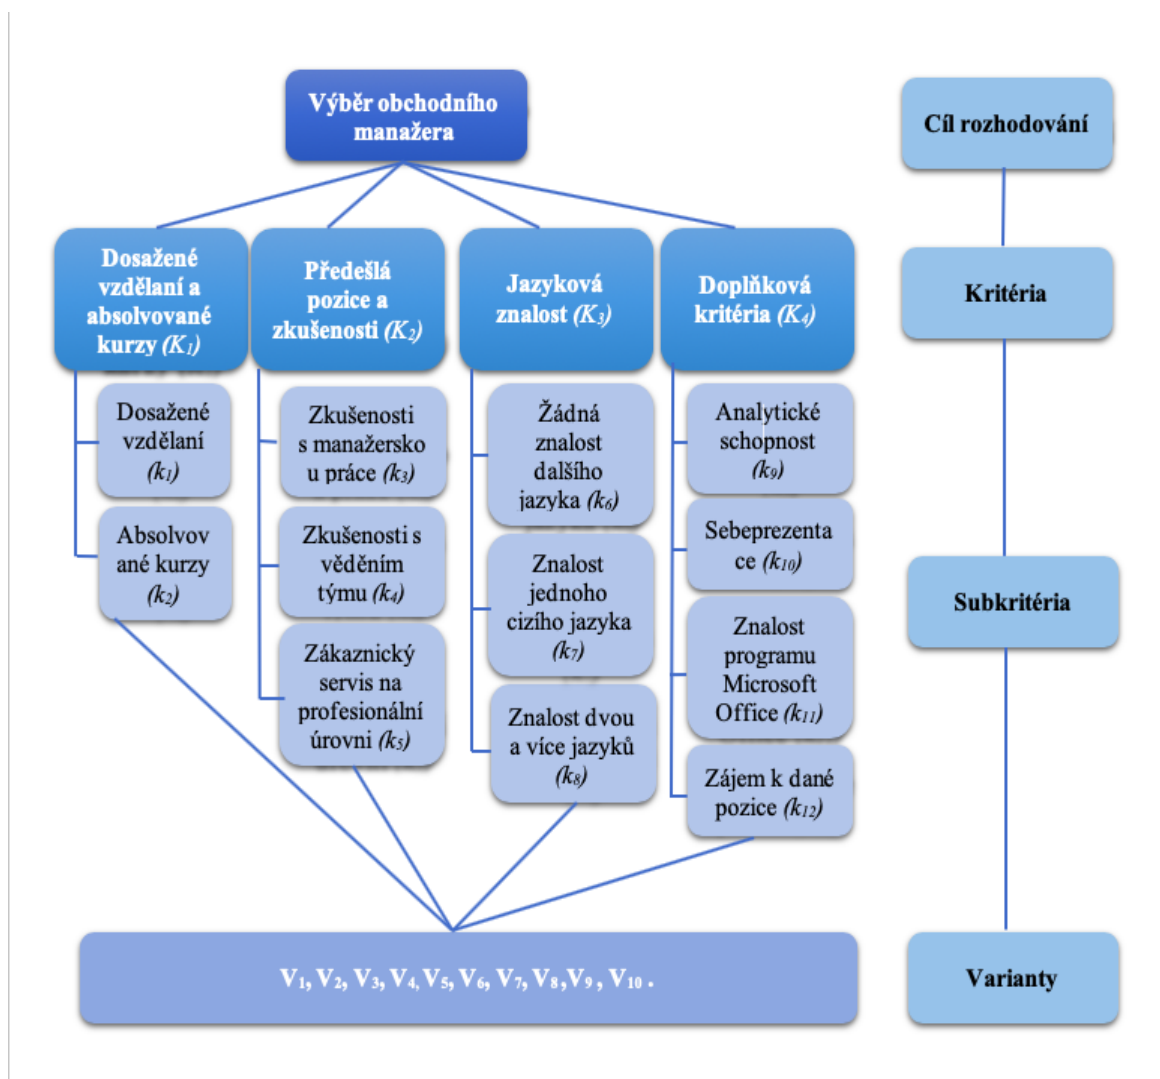 Výběr obchodního
manažera
Cíl rozhodování
Dosažené
vzdělaní a
absolvované
kurzy (K1)
Předešlá
pozice a
zkušenosti (K2)
Jazyková
znalost (K3)
Doplňková
kritéria (K4)
Kritéria
Dosažené
vzdělaní
(k1)
Absolvov
ané kurzy
(k2)
Zkušenosti
s manažersko
u práce (k3)
Zkušenosti s
věděním
týmu (k4)
Zákaznický
servis na
profesionální
úrovni (k5)
Žádná
znalost
dalšího
jazyka (k6)
Znalost
jednoho
cizího jazyka
(k7)
Znalost dvou
a více jazyků
(k8)
Analytické
schopnost
(k9)
Sebeprezenta
ce (k10)
Znalost
programu
Microsoft
Office (k11)
Zájem k dané
pozice (k12)
Subkritéria
V1, V2, V3, V4, V5, V6, V7, V8 ,V9 , V10 .
Varianty